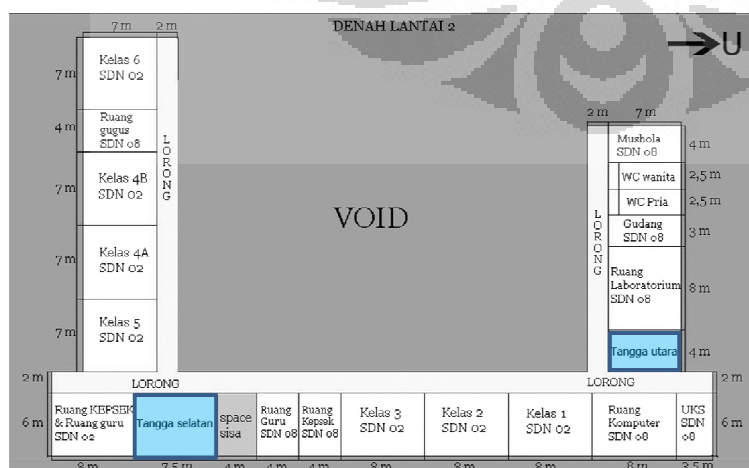 DENAH LANTAI 2
U
7 m
2 m
7 m
Kelas 6
SDN 02
4 m
Ruang
gugus
SDN 08
7 m
Kelas 4B
SDN 02
7 m
Kelas 4A
SDN 02
7 m
Kelas 5
SDN 02
LORONG
VOID
2 m
7 m
LORONG
Mushola
SDN 08
4 m
WC wanita
2,5 m
WC Pria
2,5 m
Gudang
SDN 08
3 m
Ruang
Laboratorium
SDN 08
8 m
Tangga utara
4 m
2 m
LORONG
LORONG
2 m
6 m
Ruang KEPSEK
& Ruang guru
SDN 02
Tangga selatan
space
sisa
Ruang
Guru
SDN 08
Ruang
Kepsek
SDN 08
Kelas 3
SDN 02
Kelas 2
SDN 02
Kelas 1
SDN 02
Ruang
Komputer
SDN 08
UKS
SDN
08
6 m
8 m
7,5 m
4 m
4 m
4 m
8 m
8 m
8 m
8 m
3,5 m